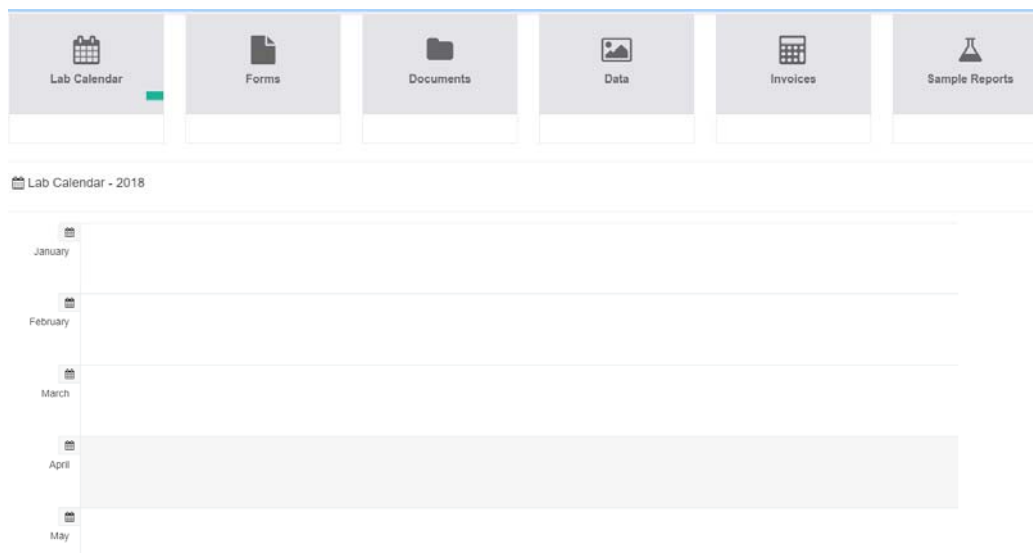 Lab Calendar
Forms
Documents
Data
Invoices
Sample Reports
Lab Calendar - 2018
January
February
March
April
May